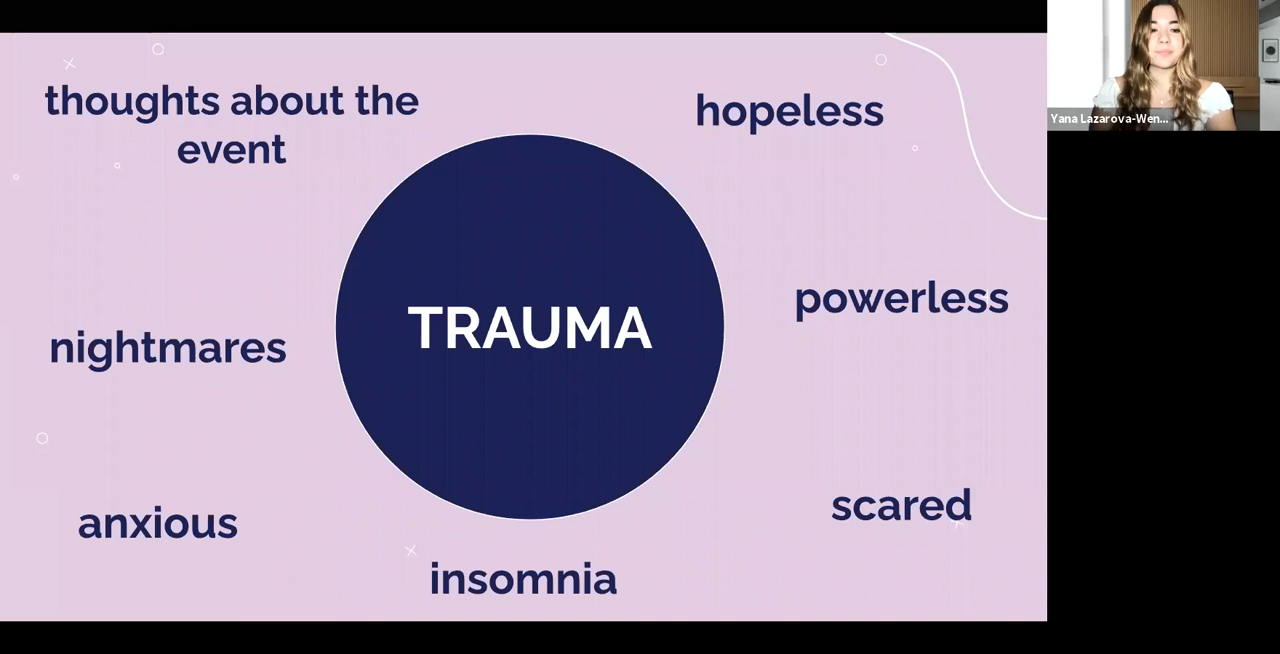 thoughts about the
event
hopeless
Yana Lazarova-Wen...
powerless
TRAUMA
nightmares
scared
anxious
insomnia